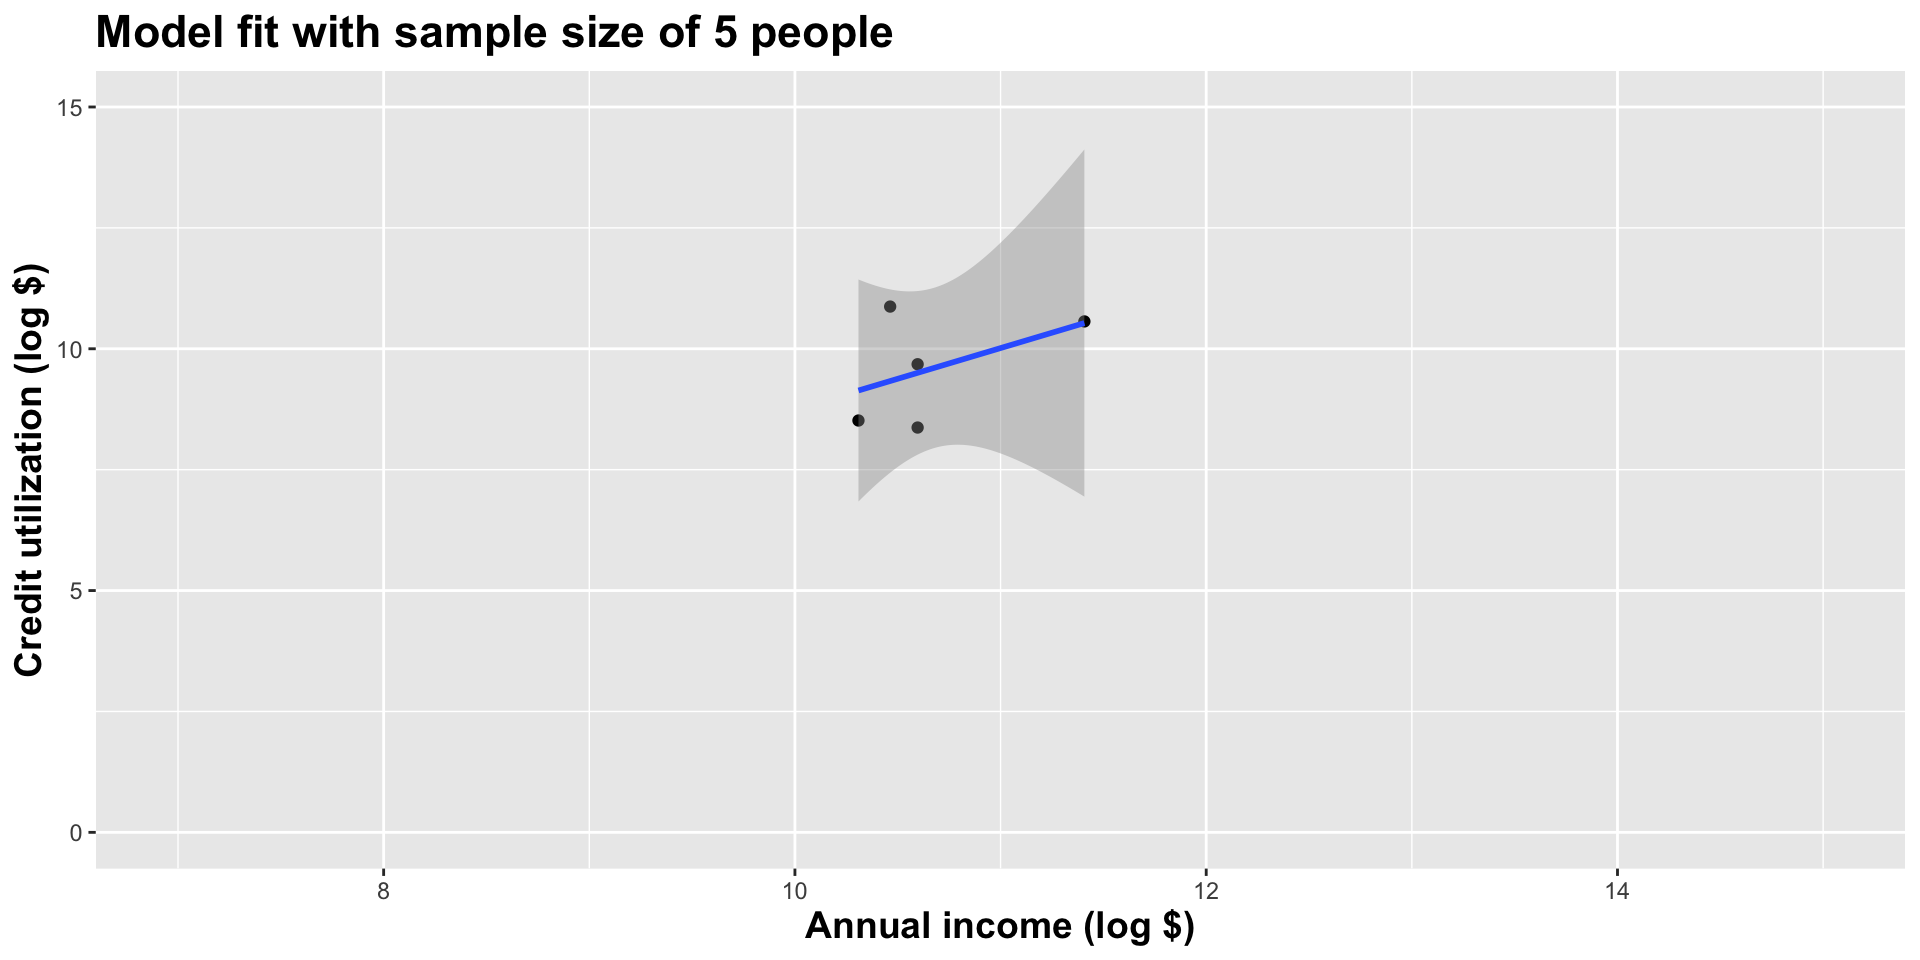 Model fit with sample size of 5 people
15
10
5
0
Credit utilization (log $)
8
10
12
14
Annual income (log $)